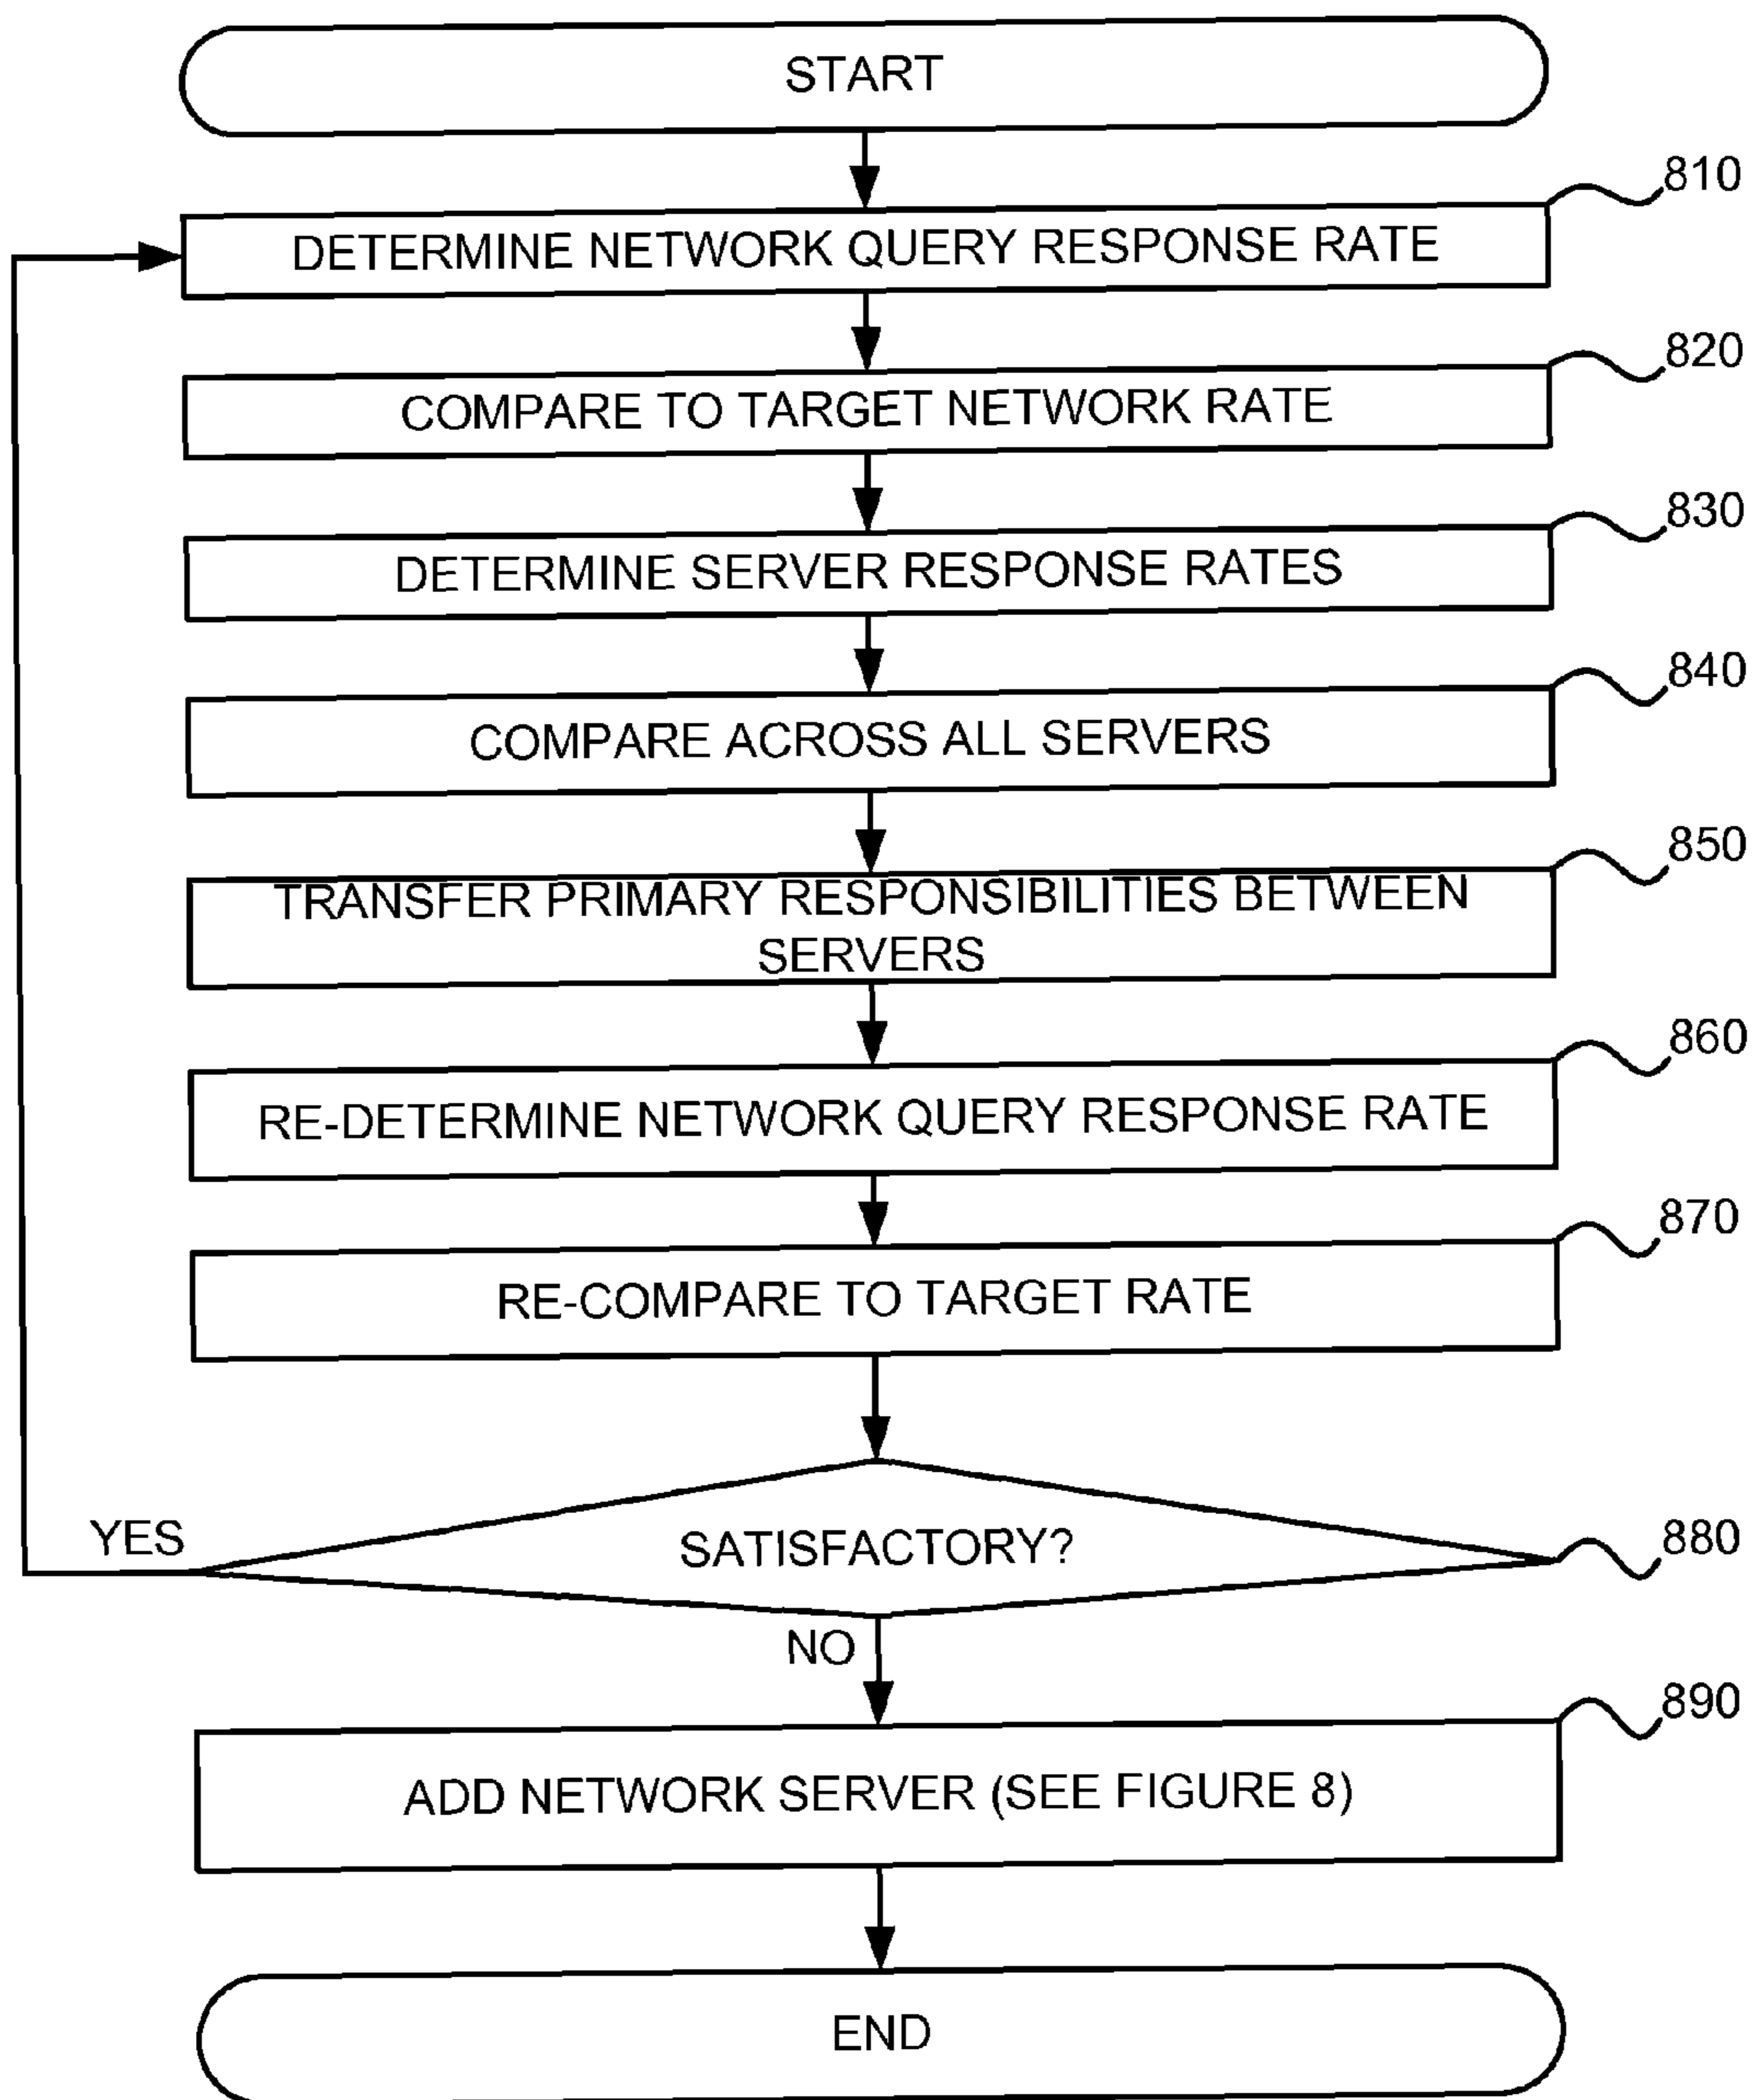 START
810
DETERMINE NETWORK QUERY RESPONSE RATE
820
COMPARE TO TARGET NETWORK RATE
830
DETERMINE SERVER RESPONSE RATES
840
COMPARE ACROSS ALL SERVERS
850
TRANSFER PRIMARY RESPONSIBILITIES BETWEEN
SERVERS
860
RE-DETERMINE NETWORK QUERY RESPONSE RATE
870
RE-COMPARE TO TARGET RATE
YES
SATISFACTORY?
880
NO
890
ADD NETWORK SERVER (SEE FIGURE 8)
END